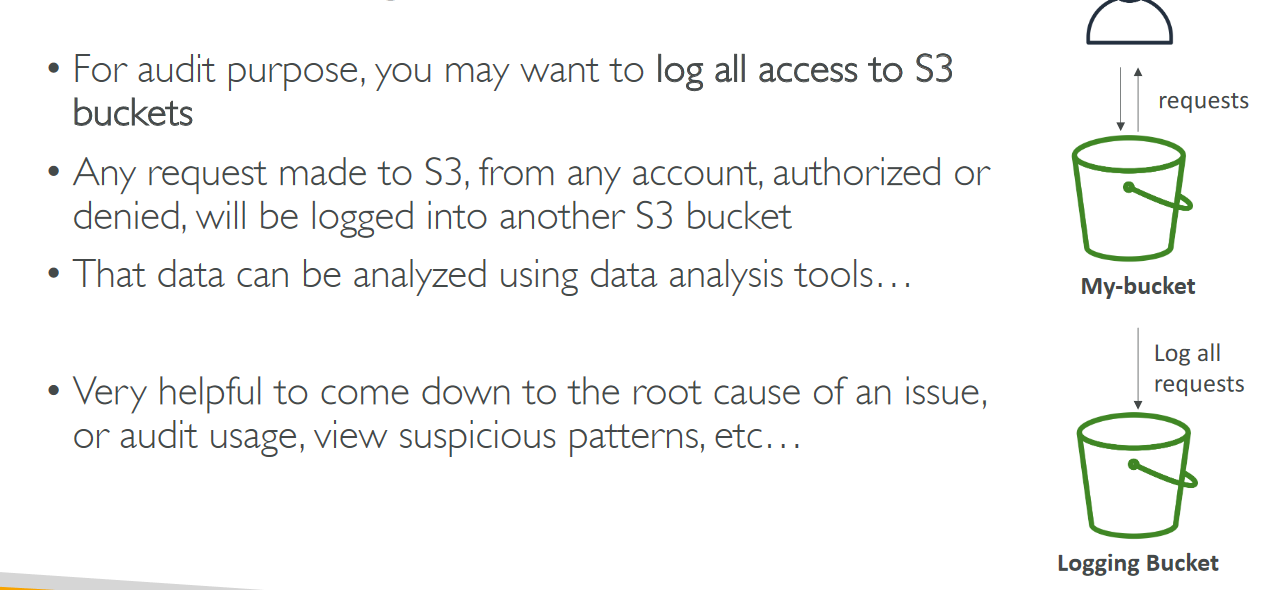 • For audit purpose, you may want to log all access to S3
buckets
• Any request made to S3, from any account, authorized or
denied, will be logged into another S3 bucket
• That data can be analyzed using data analysis tools…
• Very helpful to come down to the root cause of an issue,
or audit usage, view suspicious patterns, etc…
requests
My-bucket
Log all
requests
Logging Bucket